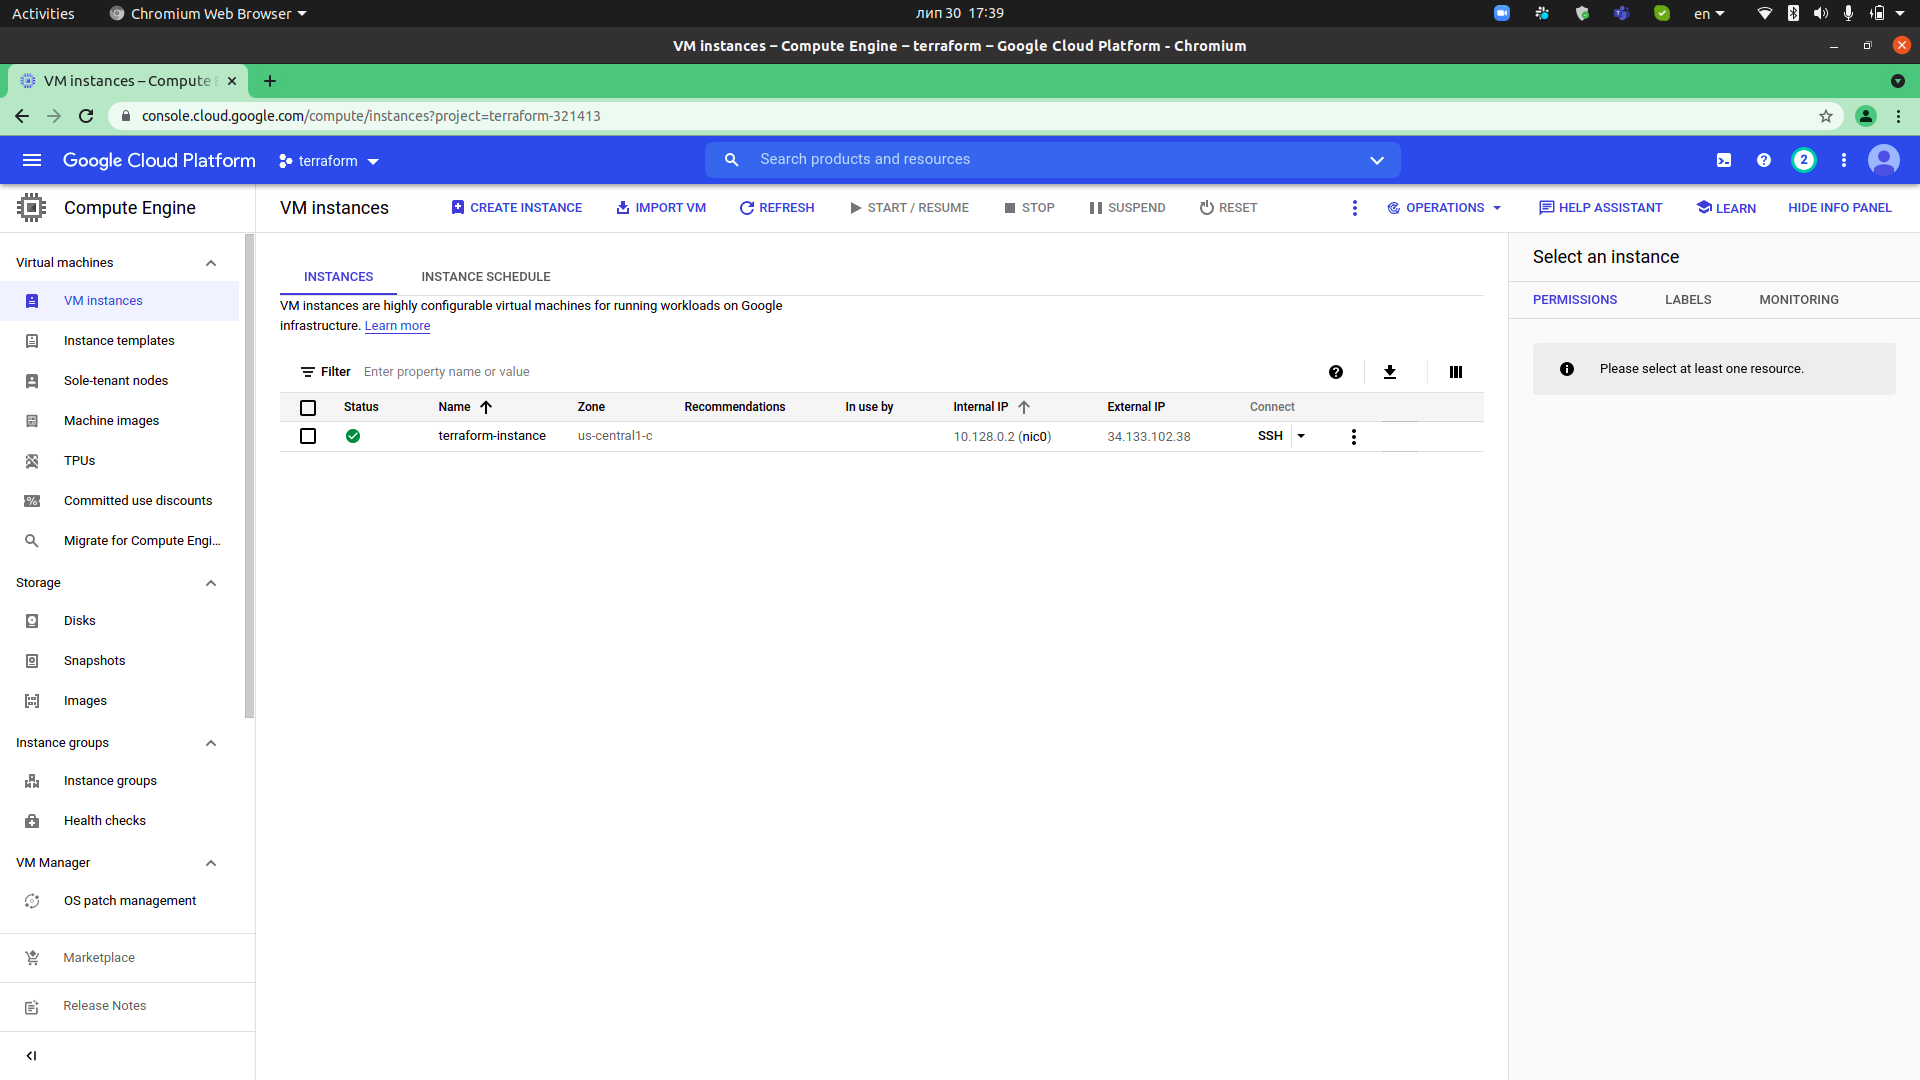 Activities
Chromium Web Browser
лип 30 17:39
en
VM instances – Compute Engine – terraform – Google Cloud Platform - Chromium
VM instances – Compute E
console.cloud.google.com/compute/instances?project=terraform-321413
Google Cloud Platform
terraform
Search products and resources
2
Compute Engine
VM instances
CREATE INSTANCE
IMPORT VM
REFRESH
START / RESUME
STOP
SUSPEND
RESET
OPERATIONS
HELP ASSISTANT
LEARN
HIDE INFO PANEL
Virtual machines
VM instances
Instance templates
Sole-tenant nodes
Machine images
TPUs
Committed use discounts
Migrate for Compute Engi...
Storage
Disks
Snapshots
Images
Instance groups
Instance groups
Health checks
VM Manager
OS patch management
Marketplace
Release Notes
INSTANCES
INSTANCE SCHEDULE
VM instances are highly configurable virtual machines for running workloads on Google
infrastructure. Learn more
Filter Enter property name or value
Status Name Zone Recommendations In use by Internal IP External IP Connect
terraform-instance us-central1-c 10.128.0.2 (nic0) 34.133.102.38 SSH
Select an instance
PERMISSIONS
LABELS
MONITORING
Please select at least one resource.